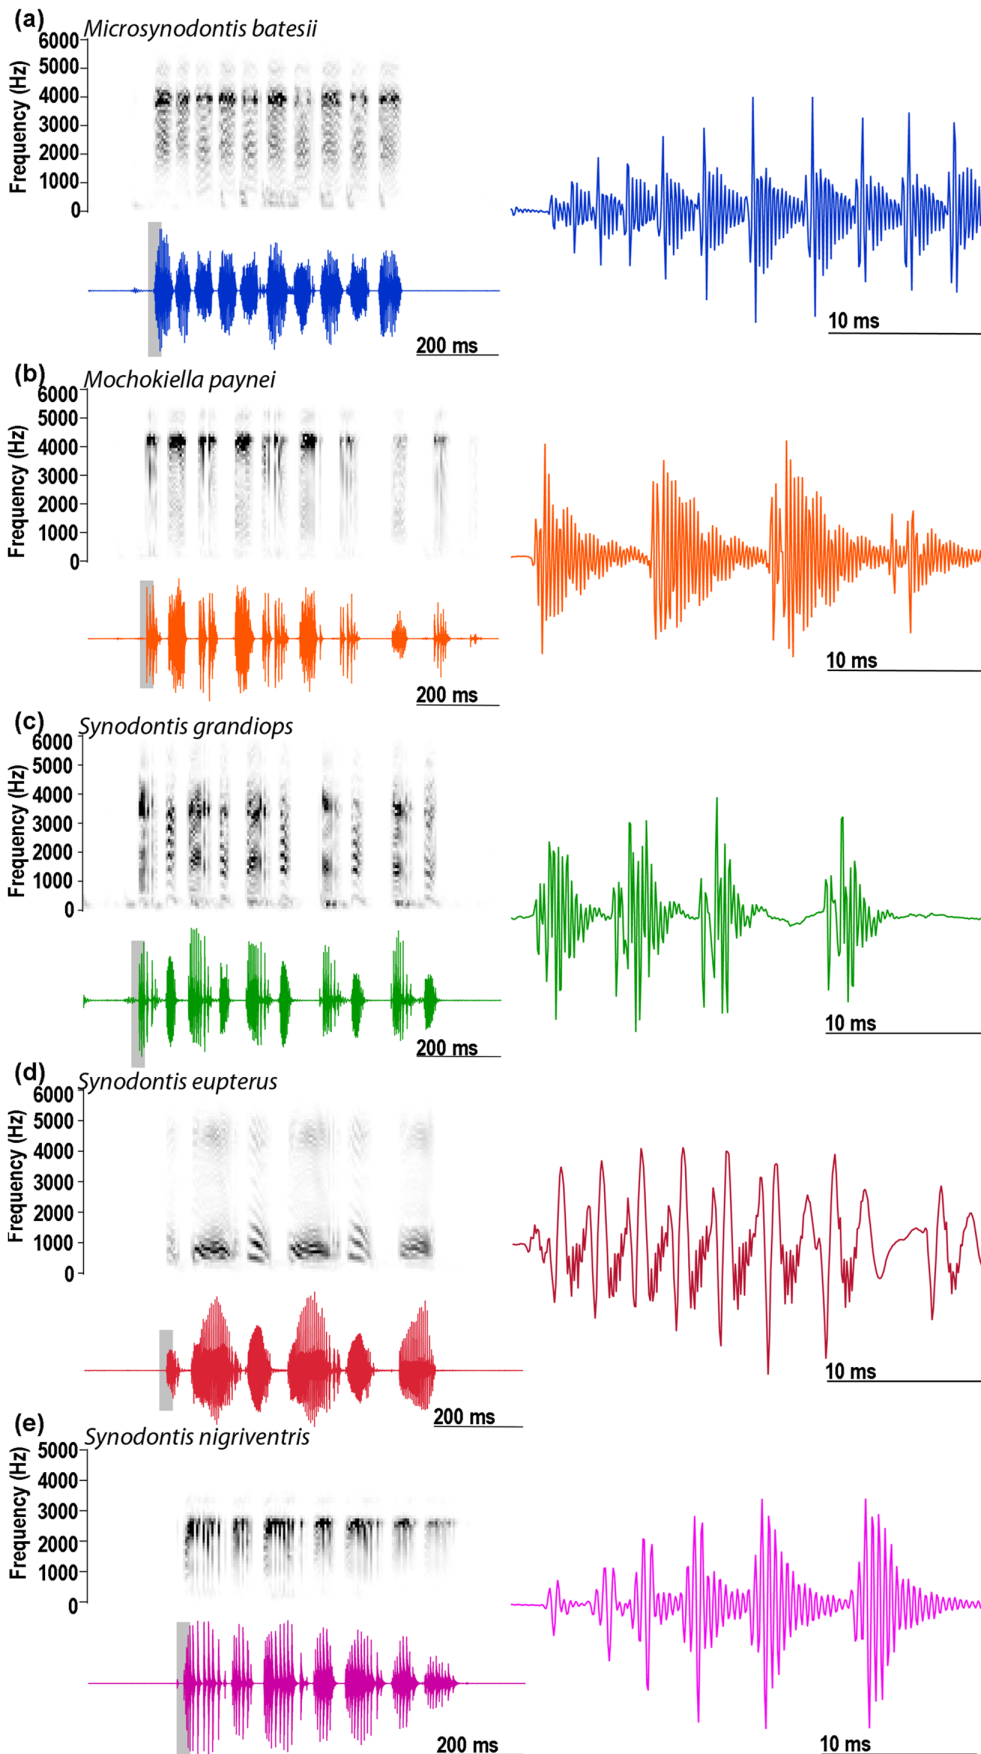 (a)
Microsynodontis batesii
Frequency (Hz)
6000
5000
4000
3000
2000
1000
0
200 ms
10 ms
(b)
Mochokiella paynei
Frequency (Hz)
6000
5000
4000
3000
2000
1000
0
200 ms
10 ms
(c)
Synodontis grandiops
Frequency (Hz)
6000
5000
4000
3000
2000
1000
0
200 ms
10 ms
(d)
Synodontis eupterus
Frequency (Hz)
6000
5000
4000
3000
2000
1000
0
200 ms
10 ms
(e)
Synodontis nigriventris
Frequency (Hz)
5000
4000
3000
2000
1000
0
200 ms
10 ms